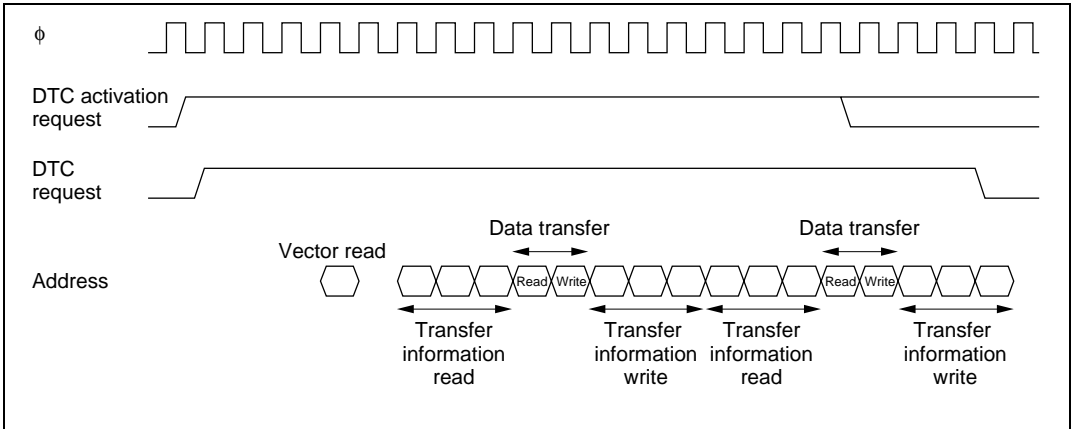 φ
DTC activation
request
DTC
request
Data transfer
Data transfer
Vector read
Address
Read
Write
Read
Write
Transfer
information
read
Transfer
information
write
Transfer
information
read
Transfer
information
write